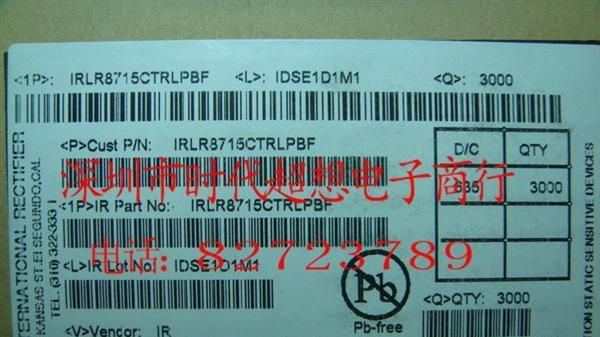 <1P>: IRLR8715CTRLPBF <L>: IDSE1D1M1 <Q>: 3000
<P>Cust P/N: IRLR8715CTRLPBF
D/C QTY
深圳市时代超想电子商行
635 3000
<1P>IR Part No: IRLR8715CTRLPBF
电话: 82723789
<L>IR Lot No: IDSE1D1M1
Pb
Pb-free
<Q>QTY: 3000
<V>Vendor: IR
INTERNATIONAL RECTIFIER
KANSAS ST. El SEGUNDO, CAL
TEL. (310) 322-333
STATIC SENSITIVE DEVICES